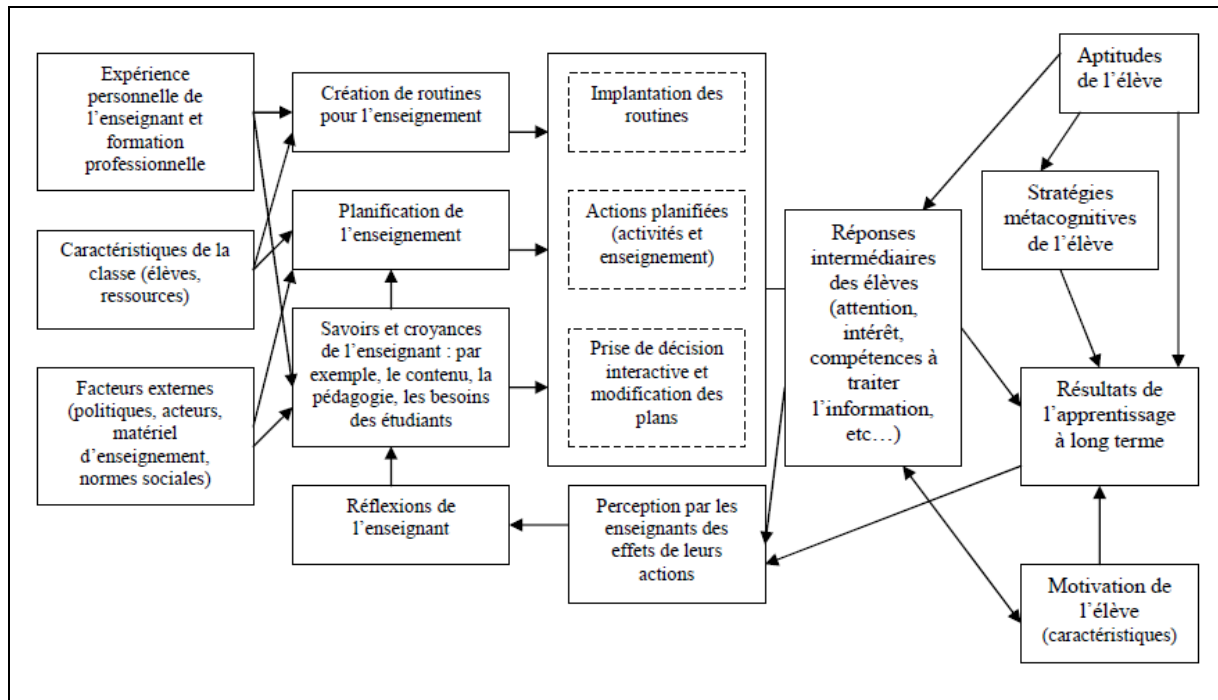 Expérience
personnelle de
l’enseignant et
formation
professionnelle
Caractéristiques de la
classe (élèves,
ressources)
Facteurs externes
(politiques, acteurs,
matériel
d’enseignement,
normes sociales)
Création de routines
pour l’enseignement
Planification de
l’enseignement
Savoirs et croyances
de l’enseignant : par
exemple, le contenu, la
pédagogie, les besoins
des étudiants
Réflexions de
l’enseignant
Implantation des
routines
Actions planifiées
(activités et
enseignement)
Prise de décision
interactive et
modification des
plans
Perception par les
enseignants des
effets de leurs
actions
Réponses
intermédiaires
des élèves
(attention,
intérêt,
compétences à
traiter
l’information,
etc…)
Aptitudes
de l’élève
Stratégies
métacognitives
de l’élève
Résultats de
l’apprentissage
à long terme
Motivation de
l’élève
(caractéristiques)